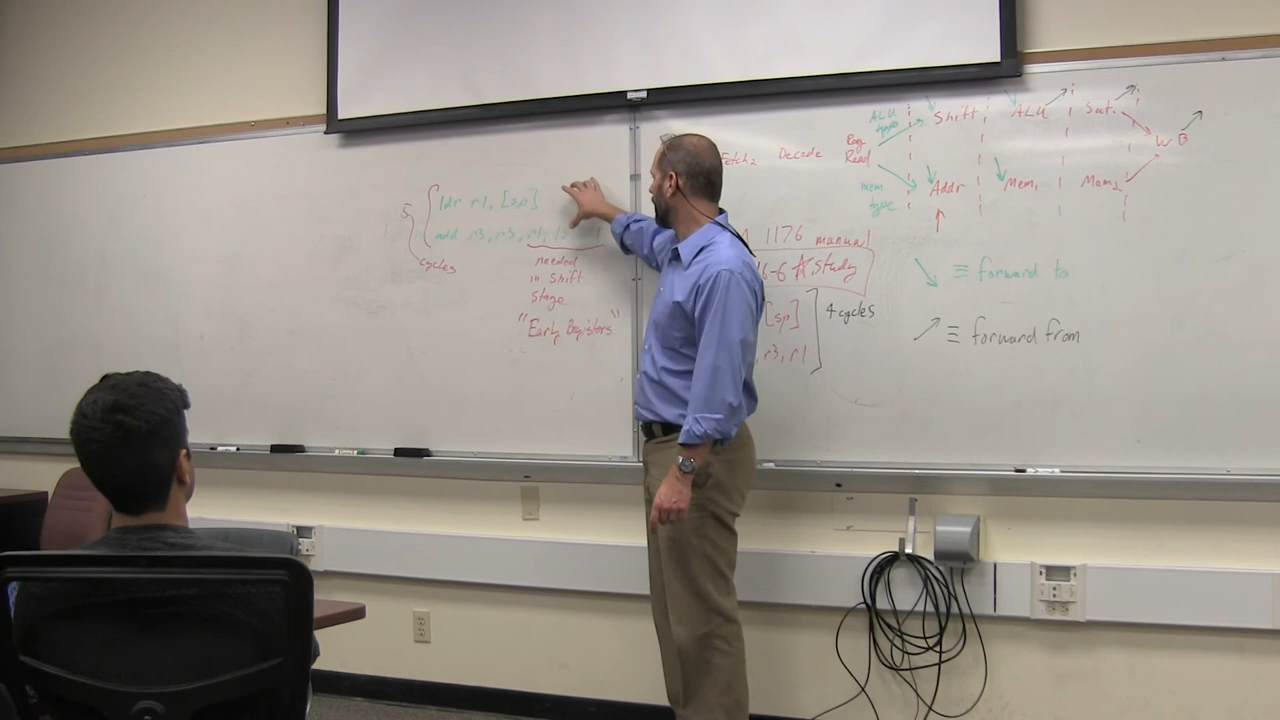 5 cycles
ldr r1, [sp]
add r3, r3, r1,
needed
in shift
stage
"Early Registers"
Fetch2 Decode Reg Read
ALU type
mem type
Shift ALU Sat.
Addr Mem1 Mem2
WB
1176 manual
16-6 ★ Study
[sp]
, r3, r1
4 cycles
↘ ≡ forward to
↗ ≡ forward from